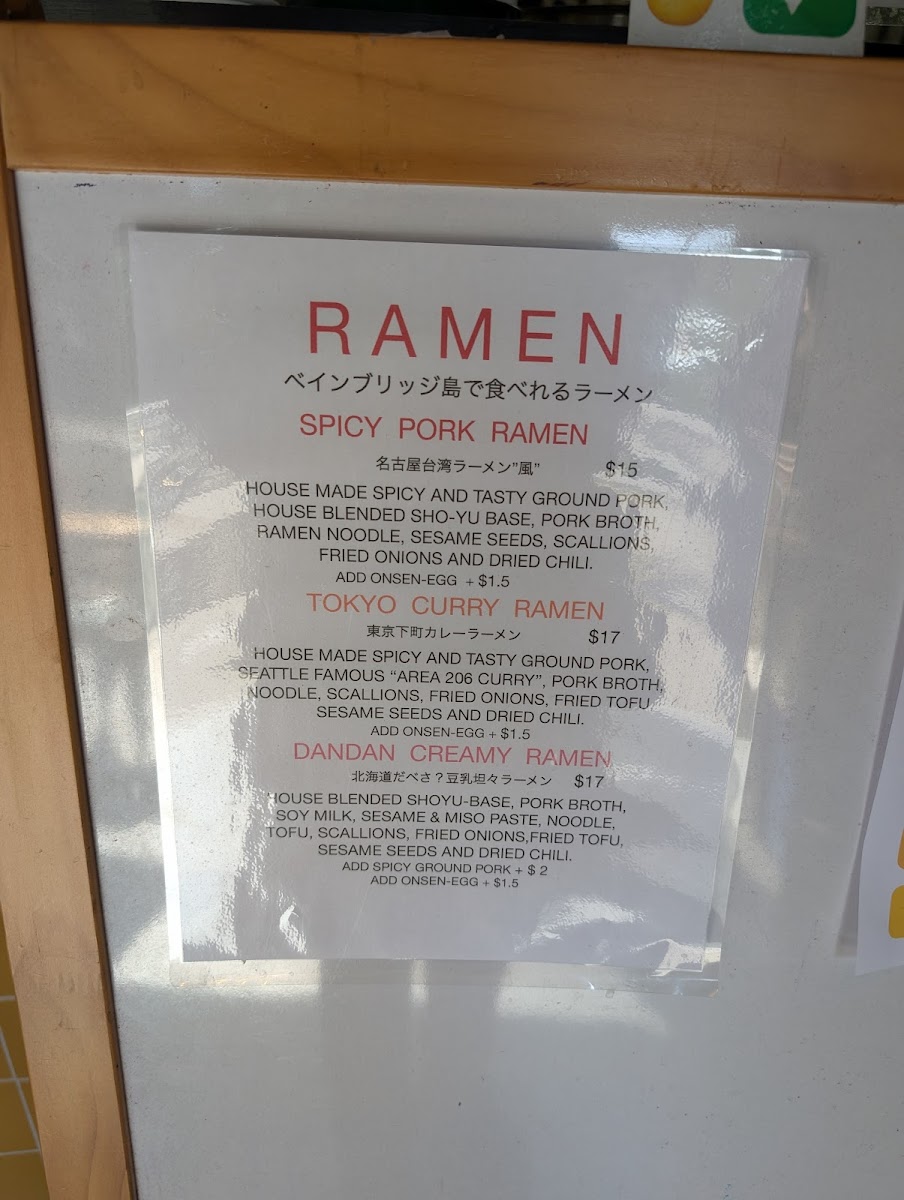 RAMEN
ベインブリッジ島で食べれるラーメン
SPICY PORK RAMEN
名古屋台湾ラーメン”風” $15
HOUSE MADE SPICY AND TASTY GROUND PORK,
HOUSE BLENDED SHO-YU BASE, PORK BROTH,
RAMEN NOODLE, SESAME SEEDS, SCALLIONS,
FRIED ONIONS AND DRIED CHILI.
ADD ONSEN-EGG + $1.5
TOKYO CURRY RAMEN
東京下町カレーラーメン $17
HOUSE MADE SPICY AND TASTY GROUND PORK,
SEATTLE FAMOUS “AREA 206 CURRY”, PORK BROTH,
NOODLE, SCALLIONS, FRIED ONIONS, FRIED TOFU,
SESAME SEEDS AND DRIED CHILI.
ADD ONSEN-EGG + $1.5
DANDAN CREAMY RAMEN
北海道だべさ？豆乳坦々ラーメン $17
HOUSE BLENDED SHOYU-BASE, PORK BROTH,
SOY MILK, SESAME & MISO PASTE, NOODLE,
TOFU, SCALLIONS, FRIED ONIONS,FRIED TOFU,
SESAME SEEDS AND DRIED CHILI.
ADD SPICY GROUND PORK + $ 2
ADD ONSEN-EGG + $1.5